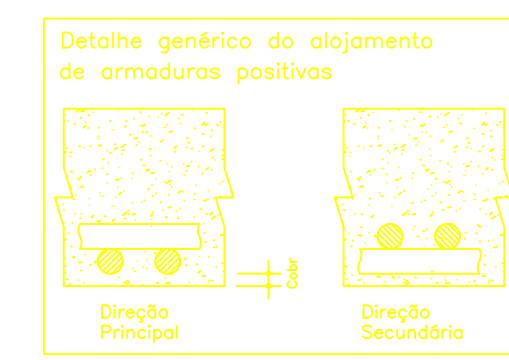 Detalhe genérico do alojamento
de armaduras positivas
Cobr
Direção
Principal
Direção
Secundária